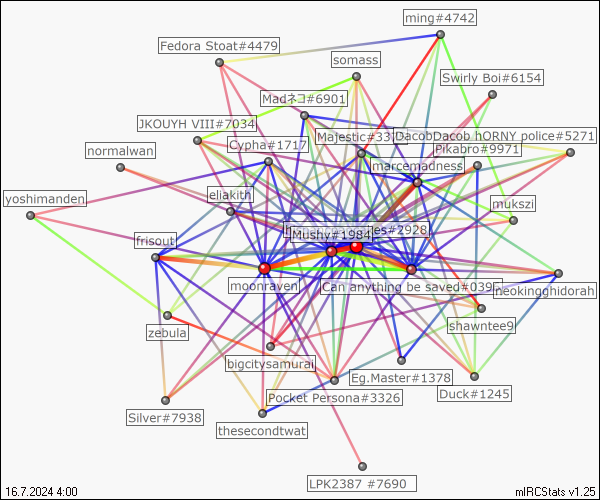 ming#4742
Fedora Stoat#4479
somass
Swirly Boi#6154
Madネコ#6901
JKOUYH VIII#7034
Majestic#33
DacobDacob hORNY police#5271
Cypha#1717
Pikabro#9971
normalwan
marcemadness
yoshimanden
eliakith
mukszi
es#2928
Mushy#1984
frisout
moonraven
Can anything be saved#039
neokingghidorah
zebula
shawntee9
bigcitysamurai
Eg.Master#1378
Duck#1245
Pocket Persona#3326
Silver#7938
thesecondtwat
LPK2387 #7690
16.7.2024 4:00
mIRCStats v1.25